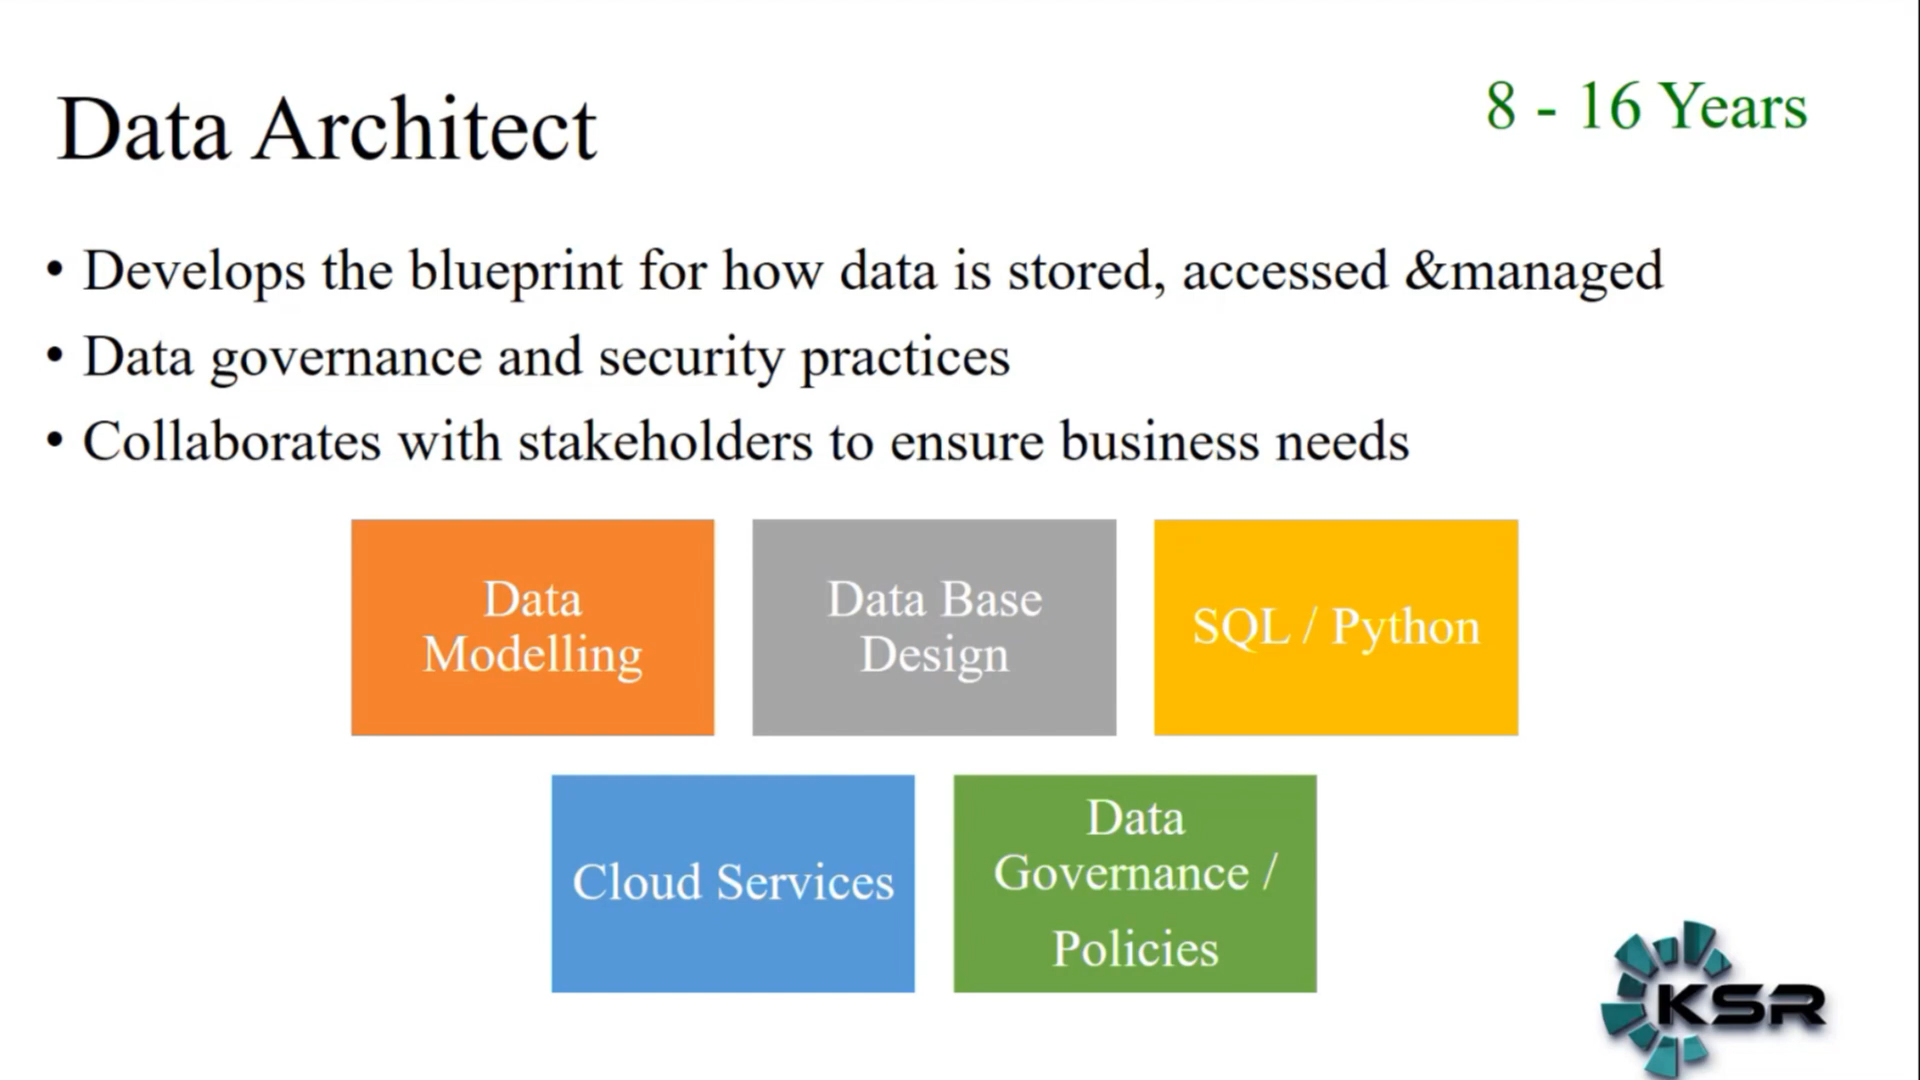 Data Architect
8 - 16 Years
• Develops the blueprint for how data is stored, accessed &managed
• Data governance and security practices
• Collaborates with stakeholders to ensure business needs
Data
Modelling
Data Base
Design
SQL / Python
Cloud Services
Data
Governance /
Policies
KSR